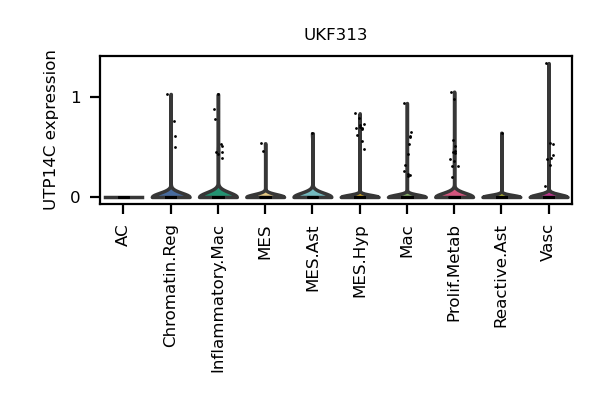 UKF313
UTP14C expression
1
0
AC
Chromatin.Reg
Inflammatory.Mac
MES
MES.Ast
MES.Hyp
Mac
Prolif.Metab
Reactive.Ast
Vasc